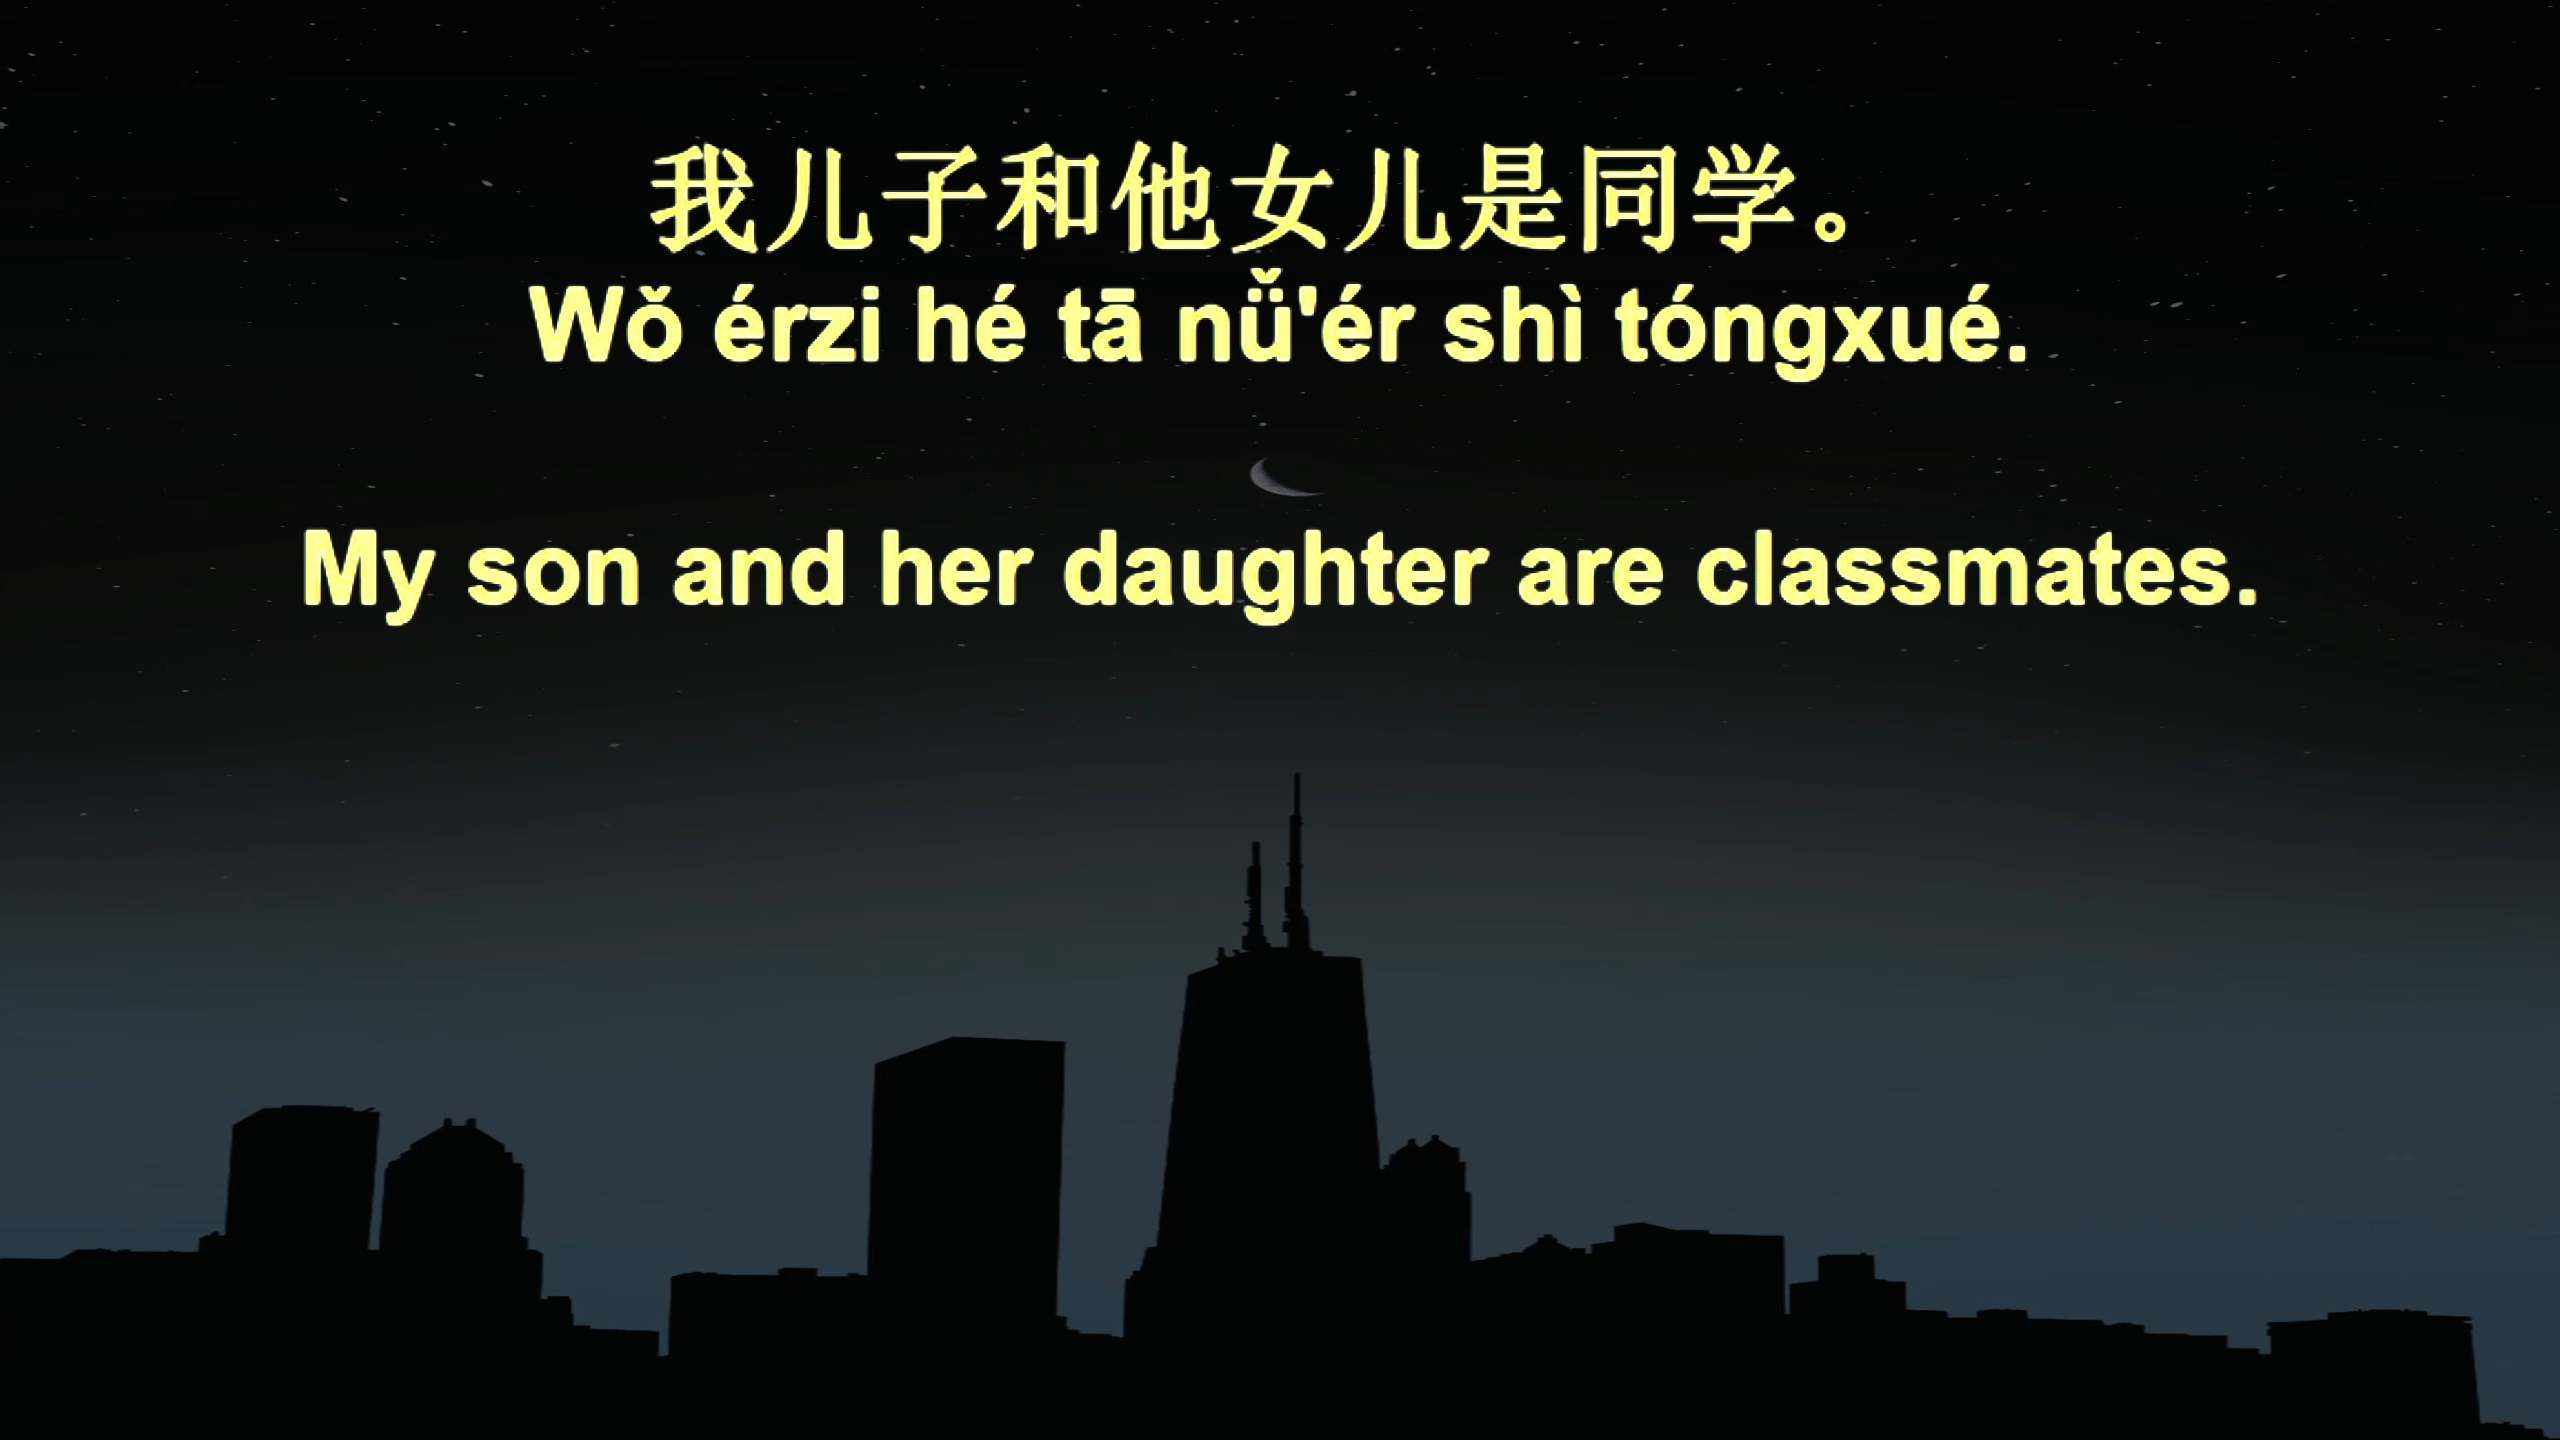 我儿子和他女儿是同学。
Wǒ érzi hé tā nǚ'ér shì tóngxué.
My son and her daughter are classmates.